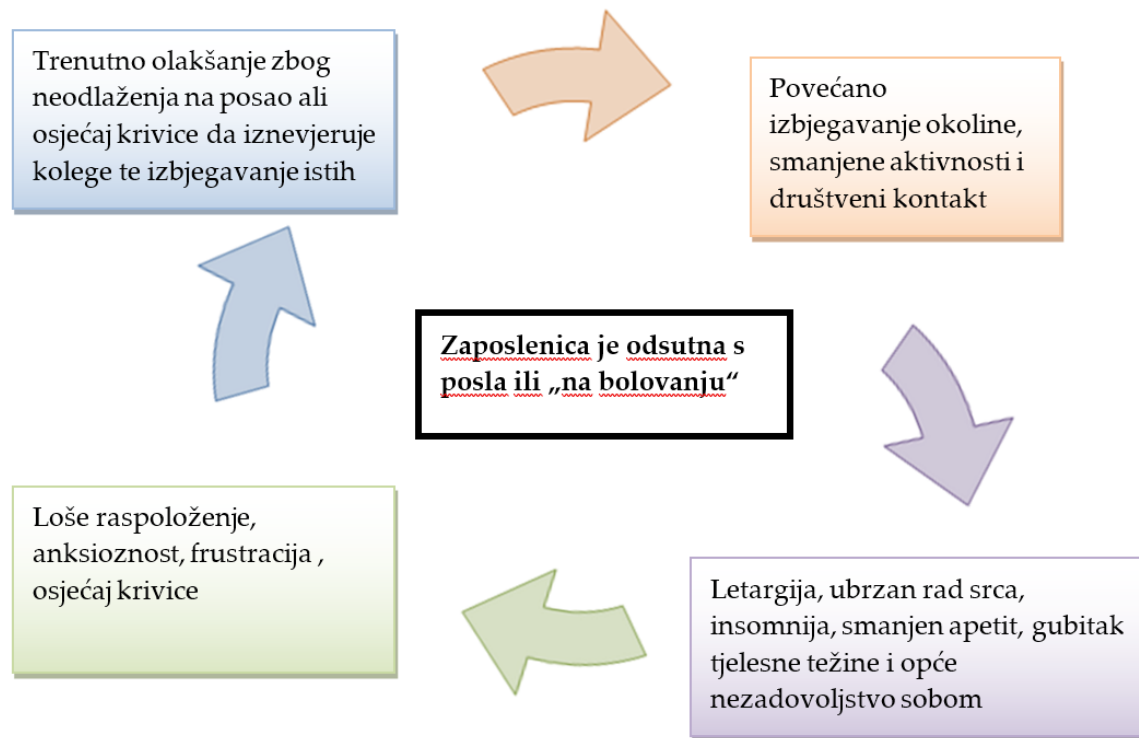 Trenutno olakšanje zbog
neodlaženja na posao ali
osjećaj krivice da iznevjeruje
kolege te izbjegavanje istih
Povećano
izbjegavanje okoline,
smanjene aktivnosti i
društveni kontakt
Zaposlenica je odsutna s
posla ili „na bolovanju“
Loše raspoloženje,
anksioznost, frustracija ,
osjećaj krivice
Letargija, ubrzan rad srca,
insomnija, smanjen apetit, gubitak
tjelesne težine i opće
nezadovoljstvo sobom